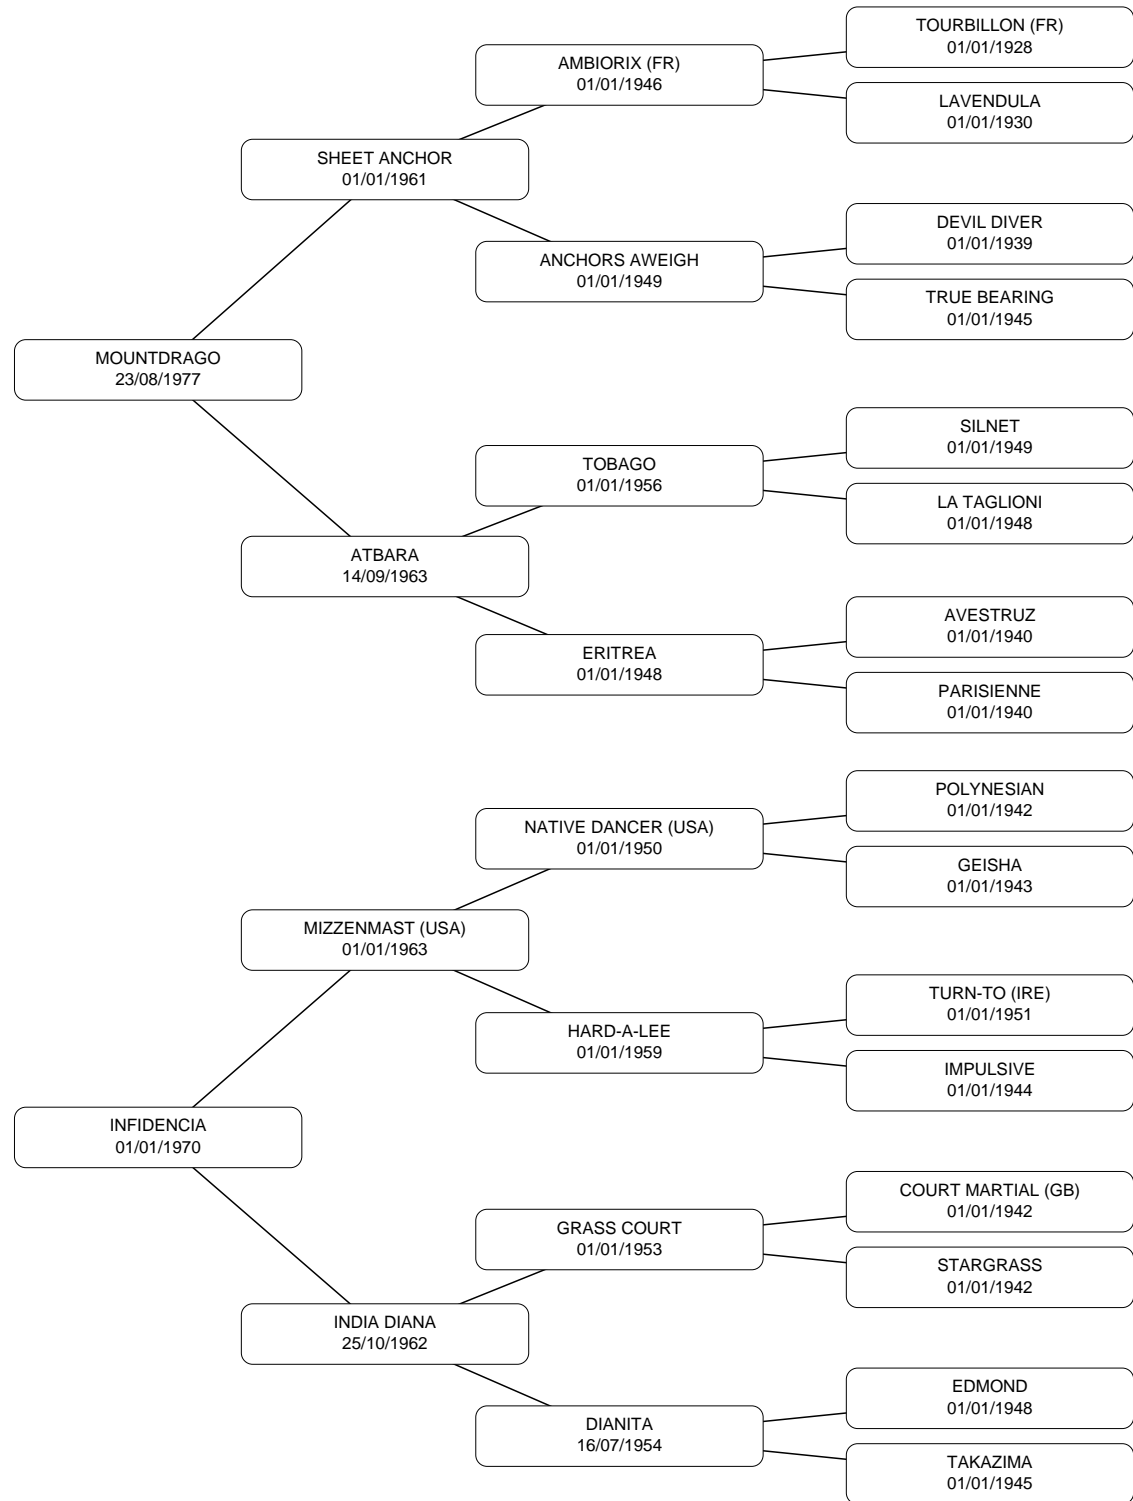 TOURBILLON (FR)
01/01/1928
AMBIORIX (FR)
01/01/1946
LAVENDULA
01/01/1930
SHEET ANCHOR
01/01/1961
DEVIL DIVER
01/01/1939
ANCHORS AWEIGH
01/01/1949
TRUE BEARING
01/01/1945
MOUNTDRAGO
23/08/1977
SILNET
01/01/1949
TOBAGO
01/01/1956
LA TAGLIONI
01/01/1948
ATBARA
14/09/1963
AVESTRUZ
01/01/1940
ERITREA
01/01/1948
PARISIENNE
01/01/1940
POLYNESIAN
01/01/1942
NATIVE DANCER (USA)
01/01/1950
GEISHA
01/01/1943
MIZZENMAST (USA)
01/01/1963
TURN-TO (IRE)
01/01/1951
HARD-A-LEE
01/01/1959
IMPULSIVE
01/01/1944
INFIDENCIA
01/01/1970
COURT MARTIAL (GB)
01/01/1942
GRASS COURT
01/01/1953
STARGRASS
01/01/1942
INDIA DIANA
25/10/1962
EDMOND
01/01/1948
DIANITA
16/07/1954
TAKAZIMA
01/01/1945